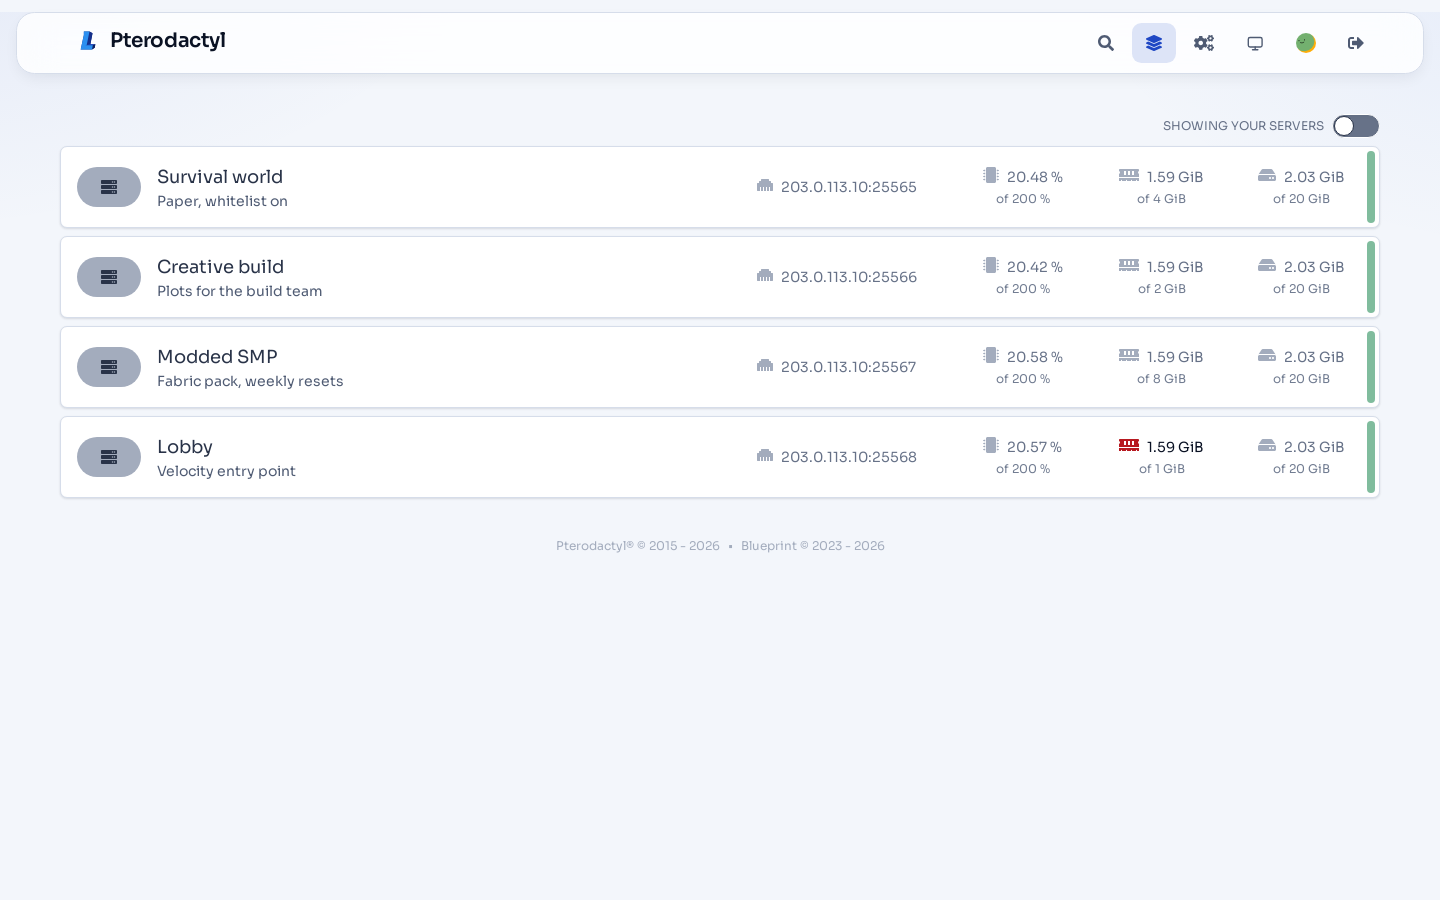 Pterodactyl
SHOWING YOUR SERVERS
Survival world
Paper, whitelist on
203.0.113.10:25565
20.48 %
of 200 %
1.59 GiB
of 4 GiB
2.03 GiB
of 20 GiB
Creative build
Plots for the build team
203.0.113.10:25566
20.42 %
of 200 %
1.59 GiB
of 2 GiB
2.03 GiB
of 20 GiB
Modded SMP
Fabric pack, weekly resets
203.0.113.10:25567
20.58 %
of 200 %
1.59 GiB
of 8 GiB
2.03 GiB
of 20 GiB
Lobby
Velocity entry point
203.0.113.10:25568
20.57 %
of 200 %
1.59 GiB
of 1 GiB
2.03 GiB
of 20 GiB
Pterodactyl® © 2015 - 2026 • Blueprint © 2023 - 2026